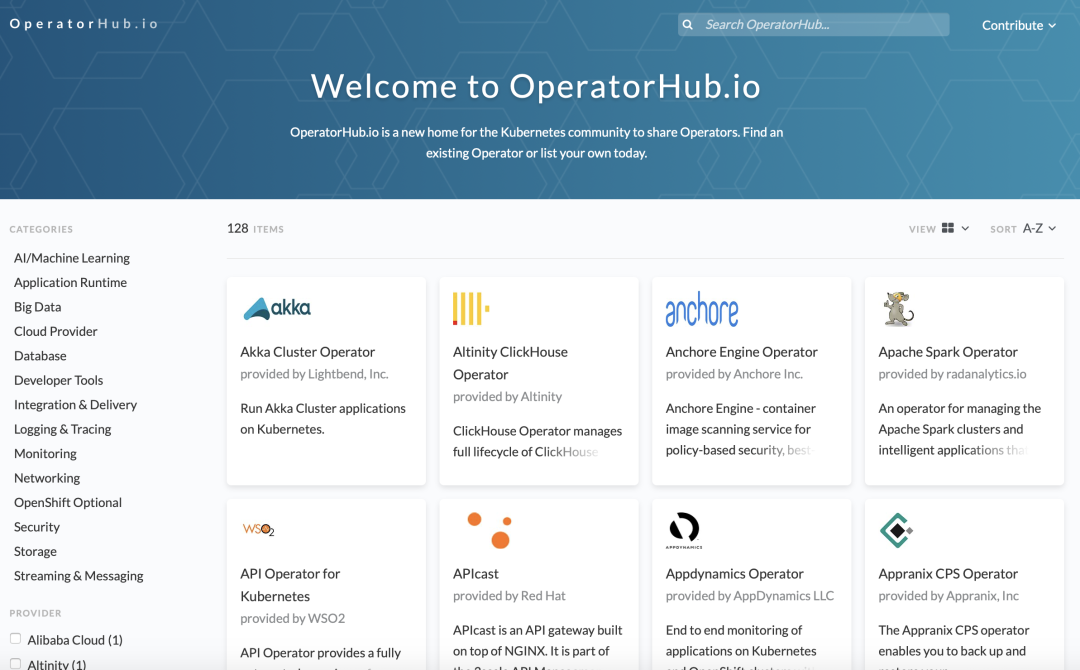 OperatorHub.io
Search OperatorHub...
Contribute
Welcome to OperatorHub.io
OperatorHub.io is a new home for the Kubernetes community to share Operators. Find an
existing Operator or list your own today.
CATEGORIES
AI/Machine Learning
Application Runtime
Big Data
Cloud Provider
Database
Developer Tools
Integration & Delivery
Logging & Tracing
Monitoring
Networking
OpenShift Optional
Security
Storage
Streaming & Messaging
PROVIDER
Alibaba Cloud (1)
Altinity (1)
128 ITEMS
VIEW
SORT A-Z
akka
Akka Cluster Operator
provided by Lightbend, Inc.
Run Akka Cluster applications
on Kubernetes.
Altinity ClickHouse
Operator
provided by Altinity
ClickHouse Operator manages
full lifecycle of ClickHouse
anchore
Anchore Engine Operator
provided by Anchore Inc.
Anchore Engine - container
image scanning service for
policy-based security, best-
Apache Spark Operator
provided by radanalytics.io
An operator for managing the
Apache Spark clusters and
intelligent applications that
WSO2
API Operator for
Kubernetes
provided by WSO2
API Operator provides a fully
APIcast
provided by Red Hat
APIcast is an API gateway built
on top of NGINX. It is part of
APPDYNAMICS
Appdynamics Operator
provided by AppDynamics LLC
End to end monitoring of
applications on Kubernetes
Appranix CPS Operator
provided by Appranix, Inc
The Appranix CPS operator
enables you to back up and